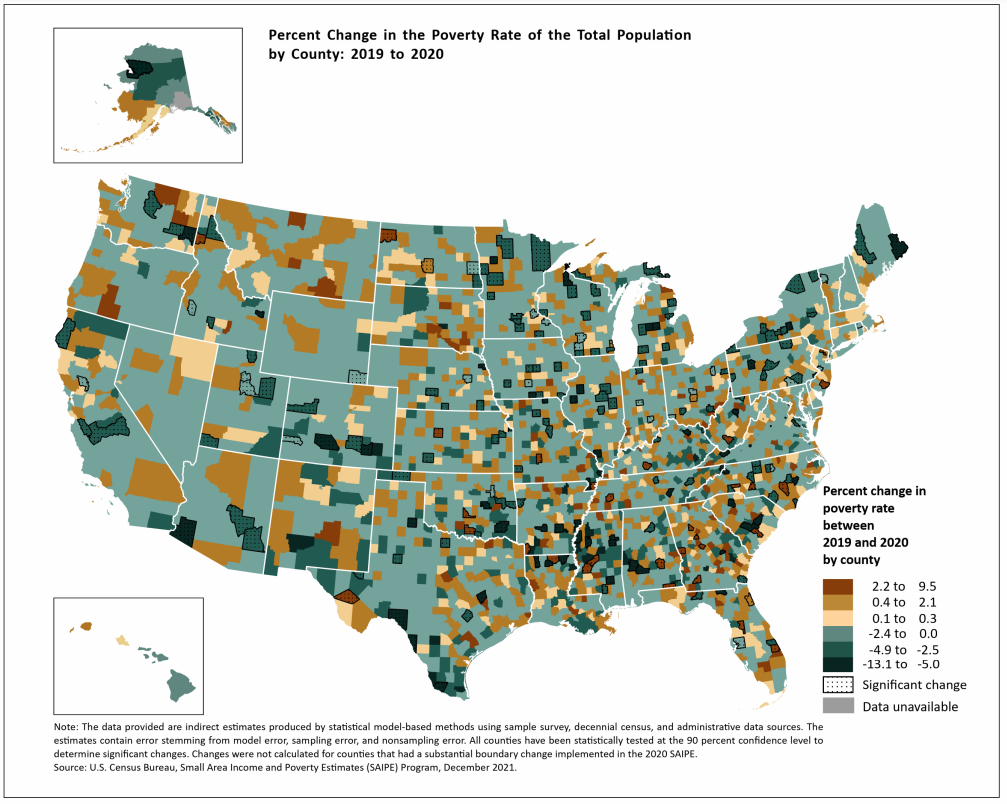 Percent Change in the Poverty Rate of the Total Population
by County: 2019 to 2020
Percent change in
poverty rate
between
2019 and 2020
by county
2.2 to 9.5
0.4 to 2.1
0.1 to 0.3
-2.4 to 0.0
-4.9 to -2.5
-13.1 to -5.0
Significant change
Data unavailable
Note: The data provided are indirect estimates produced by statistical model-based methods using sample survey, decennial census, and administrative data sources. The
estimates contain error stemming from model error, sampling error, and nonsampling error. All counties have been statistically tested at the 90 percent confidence level to
determine significant changes. Changes were not calculated for counties that had a substantial boundary change implemented in the 2020 SAIPE.
Source: U.S. Census Bureau, Small Area Income and Poverty Estimates (SAIPE) Program, December 2021.